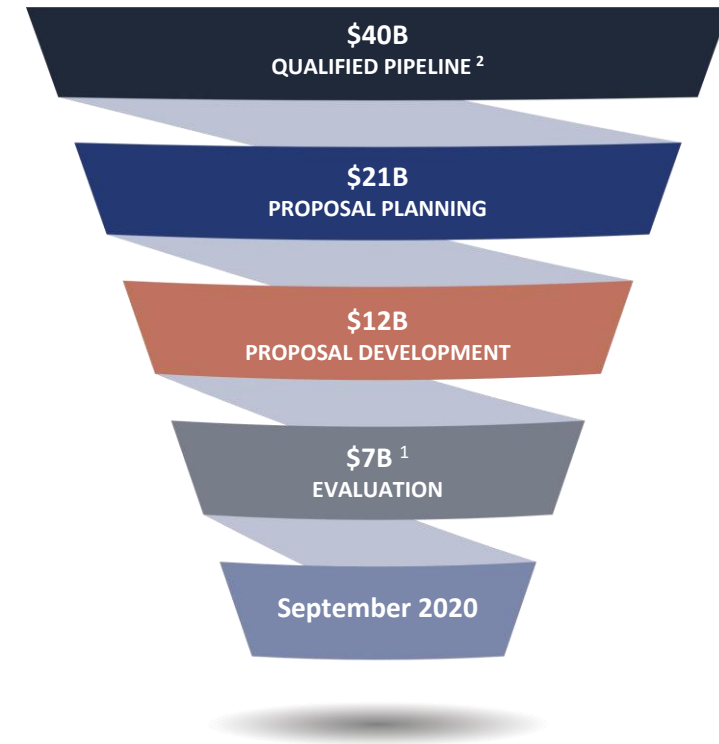 $40B
QUALIFIED PIPELINE ²
$21B
PROPOSAL PLANNING
$12B
PROPOSAL DEVELOPMENT
$7B ¹
EVALUATION
September 2020